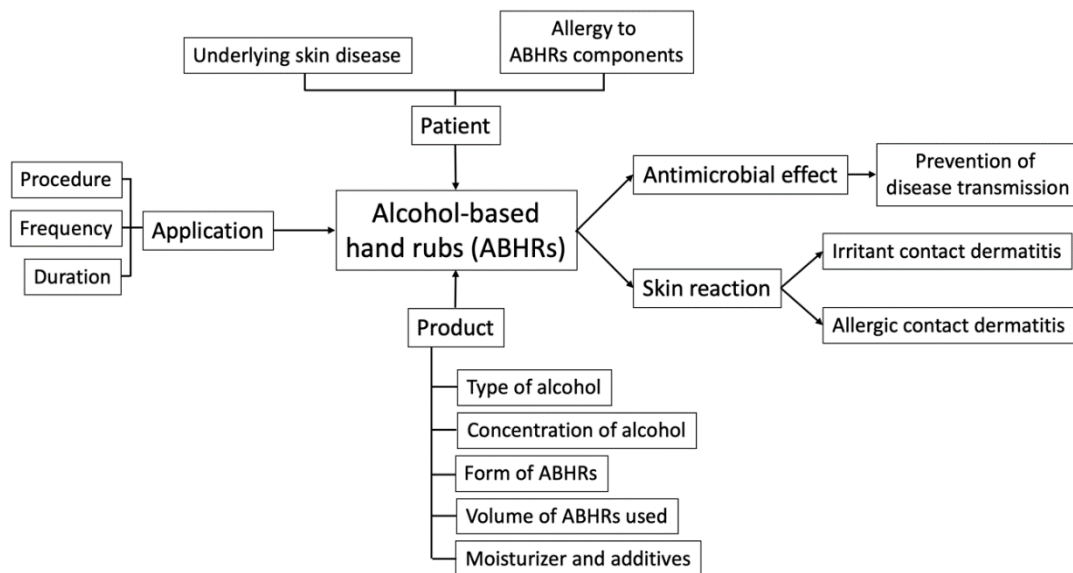 Underlying skin disease
Allergy to
ABHRs components
Patient
Procedure
Frequency
Duration
Application
Alcohol-based
hand rubs (ABHRs)
Antimicrobial effect
Prevention of
disease transmission
Skin reaction
Irritant contact dermatitis
Allergic contact dermatitis
Product
Type of alcohol
Concentration of alcohol
Form of ABHRs
Volume of ABHRs used
Moisturizer and additives